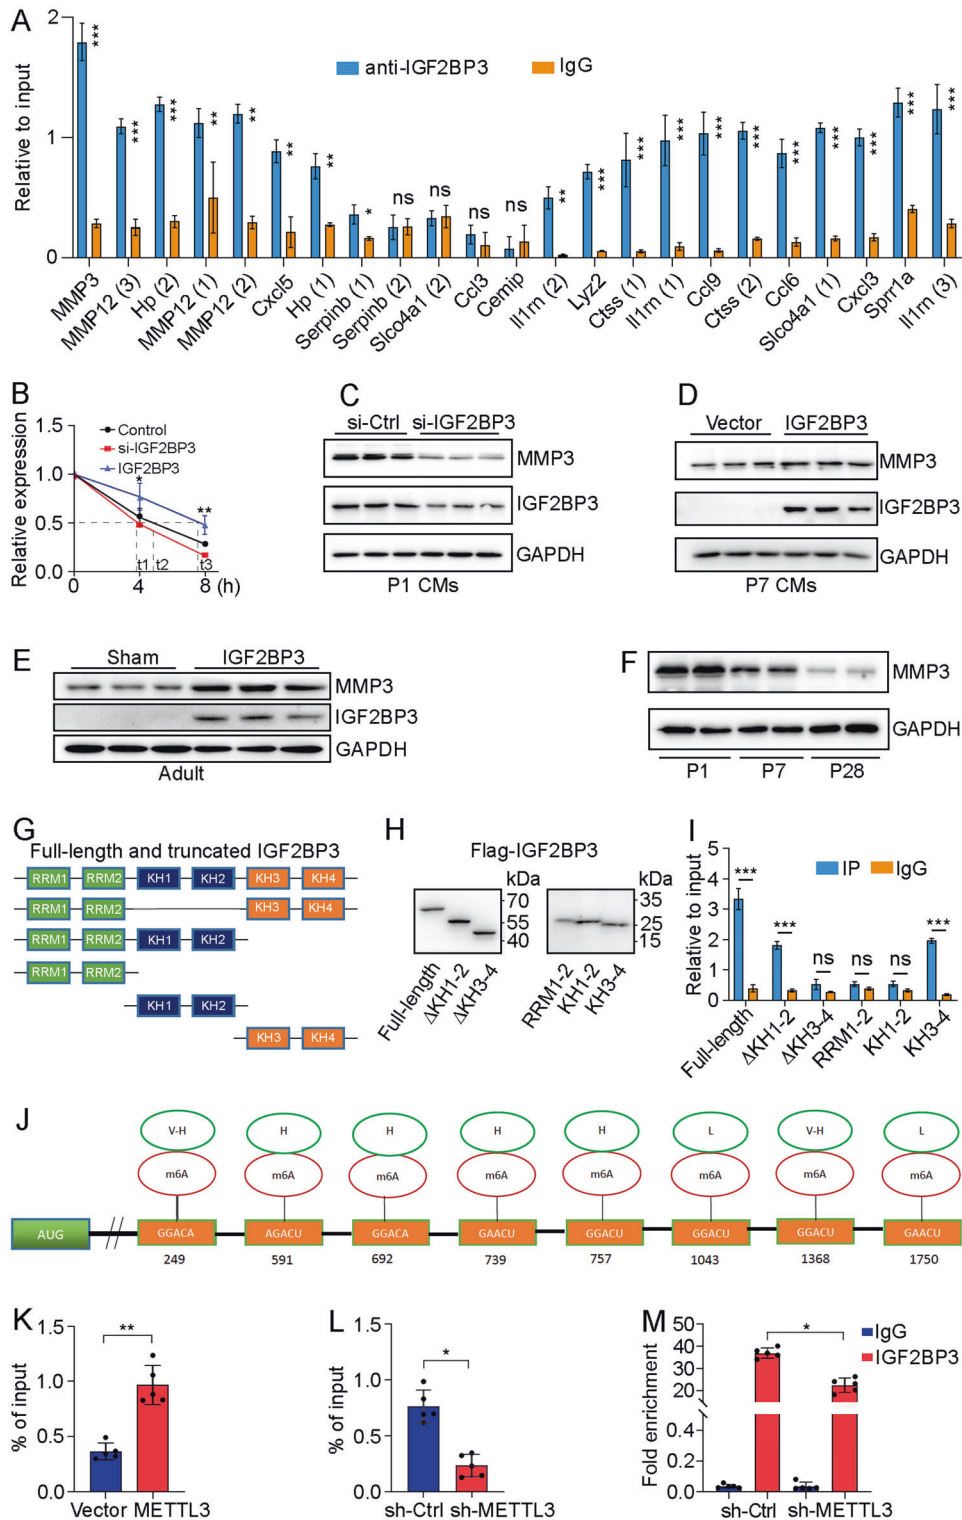 A
2
1
0
Relative to input
anti-IGF2BP3
IgG
***
***
***
**
**
**
**
*
ns
ns
ns
ns
**
***
***
***
***
***
***
***
***
***
***
MMP3
MMP12 (3)
Hp (2)
MMP12 (1)
MMP12 (2)
Cxcl5
Hp (1)
Serpinb (1)
Serpinb (2)
Slco4a1 (2)
Ccl3
Cemip
Il1rn (2)
Lyz2
Ctss (1)
Il1rn (1)
Ccl9
Ctss (2)
Ccl6
Slco4a1 (1)
Cxcl3
Sprr1a
Il1rn (3)
B
Relative expression
1.5
1.0
0.5
0.0
Control
si-IGF2BP3
IGF2BP3
*
**
t1 t2 t3
0 4 8 (h)
C
si-Ctrl si-IGF2BP3
MMP3
IGF2BP3
GAPDH
P1 CMs
D
Vector IGF2BP3
MMP3
IGF2BP3
GAPDH
P7 CMs
E
Sham IGF2BP3
MMP3
IGF2BP3
GAPDH
Adult
F
MMP3
GAPDH
P1 P7 P28
G
Full-length and truncated IGF2BP3
RRM1 RRM2 KH1 KH2 KH3 KH4
RRM1 RRM2 KH3 KH4
RRM1 RRM2 KH1 KH2
RRM1 RRM2
KH1 KH2
KH3 KH4
H
Flag-IGF2BP3
kDa
70
55
40
kDa
35
25
15
Full-length
ΔKH1-2
ΔKH3-4
RRM1-2
KH1-2
KH3-4
I
Relative to input
5
4
3
2
1
0
IP IgG
*** *** ns ns ns ***
Full-length
ΔKH1-2
ΔKH3-4
RRM1-2
KH1-2
KH3-4
J
V-H H H H H L V-H L
m6A m6A m6A m6A m6A m6A m6A m6A
AUG GGACA AGACU GGACA GAACU GGACU GGACU GGACU GAACU
249 591 692 739 757 1043 1368 1750
K
% of input
1.5
1.0
0.5
0.0
**
Vector METTL3
L
% of input
1.5
1.0
0.5
0.0
*
sh-Ctrl sh-METTL3
M
Fold enrichment
50
40
30
20
0.2
0.0
*
IgG
IGF2BP3
sh-Ctrl sh-METTL3